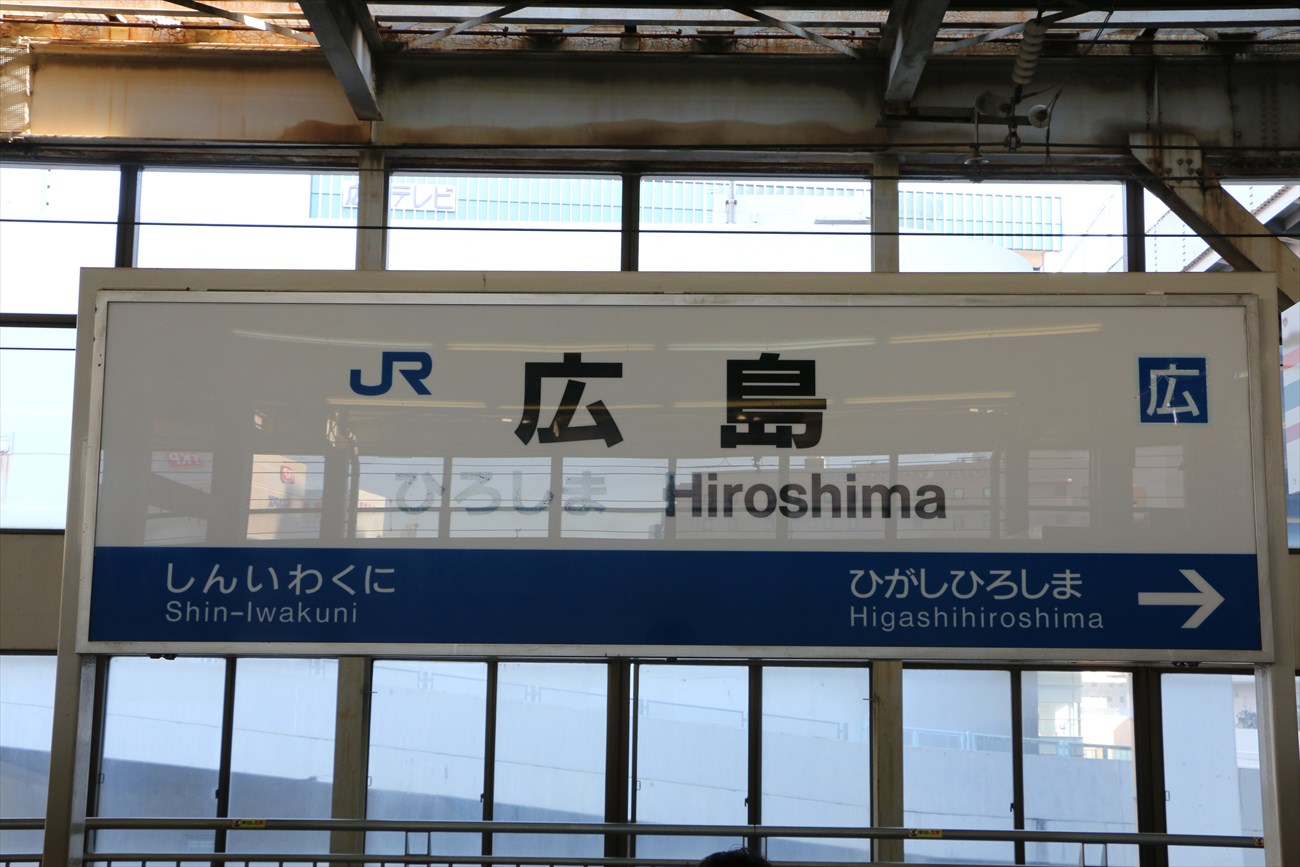 テレビ
JR 広島 広
ひろしま Hiroshima
しんいわくに ひがしひろしま
Shin-Iwakuni Higashihiroshima
TKP